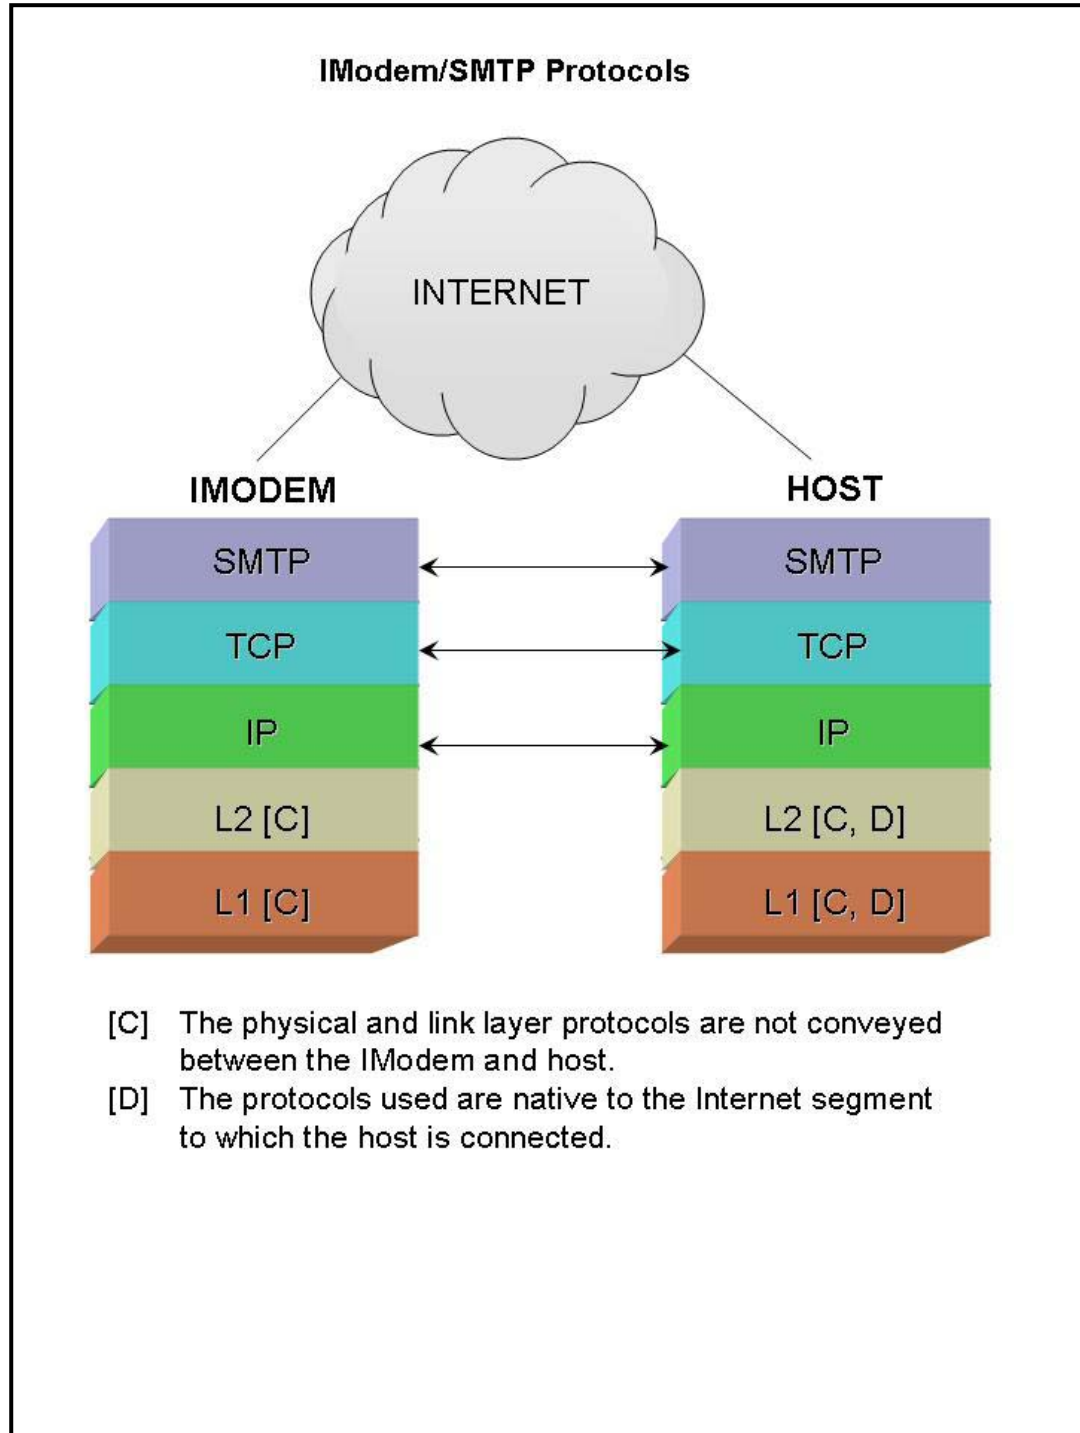 IModem/SMTP Protocols
INTERNET
IMODEM
HOST
SMTP
SMTP
TCP
TCP
IP
IP
L2 [C]
L2 [C, D]
L1 [C]
L1 [C, D]
[C] The physical and link layer protocols are not conveyed
between the IModem and host.
[D] The protocols used are native to the Internet segment
to which the host is connected.